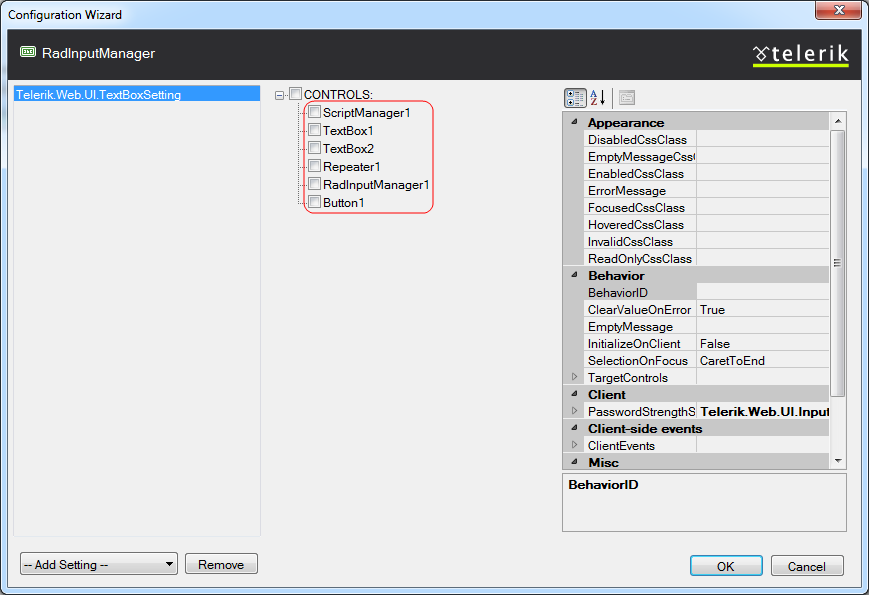 Configuration Wizard
RadInputManager
telerik
Telerik.Web.UI.TextBoxSetting
CONTROLS:
ScriptManager1
TextBox1
TextBox2
Repeater1
RadInputManager1
Button1
Appearance
DisabledCssClass
EmptyMessageCss
EnabledCssClass
ErrorMessage
FocusedCssClass
HoveredCssClass
InvalidCssClass
ReadOnlyCssClass
Behavior
BehaviorID
ClearValueOnError True
EmptyMessage
InitializeOnClient False
SelectionOnFocus CaretToEnd
TargetControls
Client
PasswordStrengthS Telerik.Web.UI.Input
Client-side events
ClientEvents
Misc
BehaviorID
-- Add Setting --
Remove
OK
Cancel